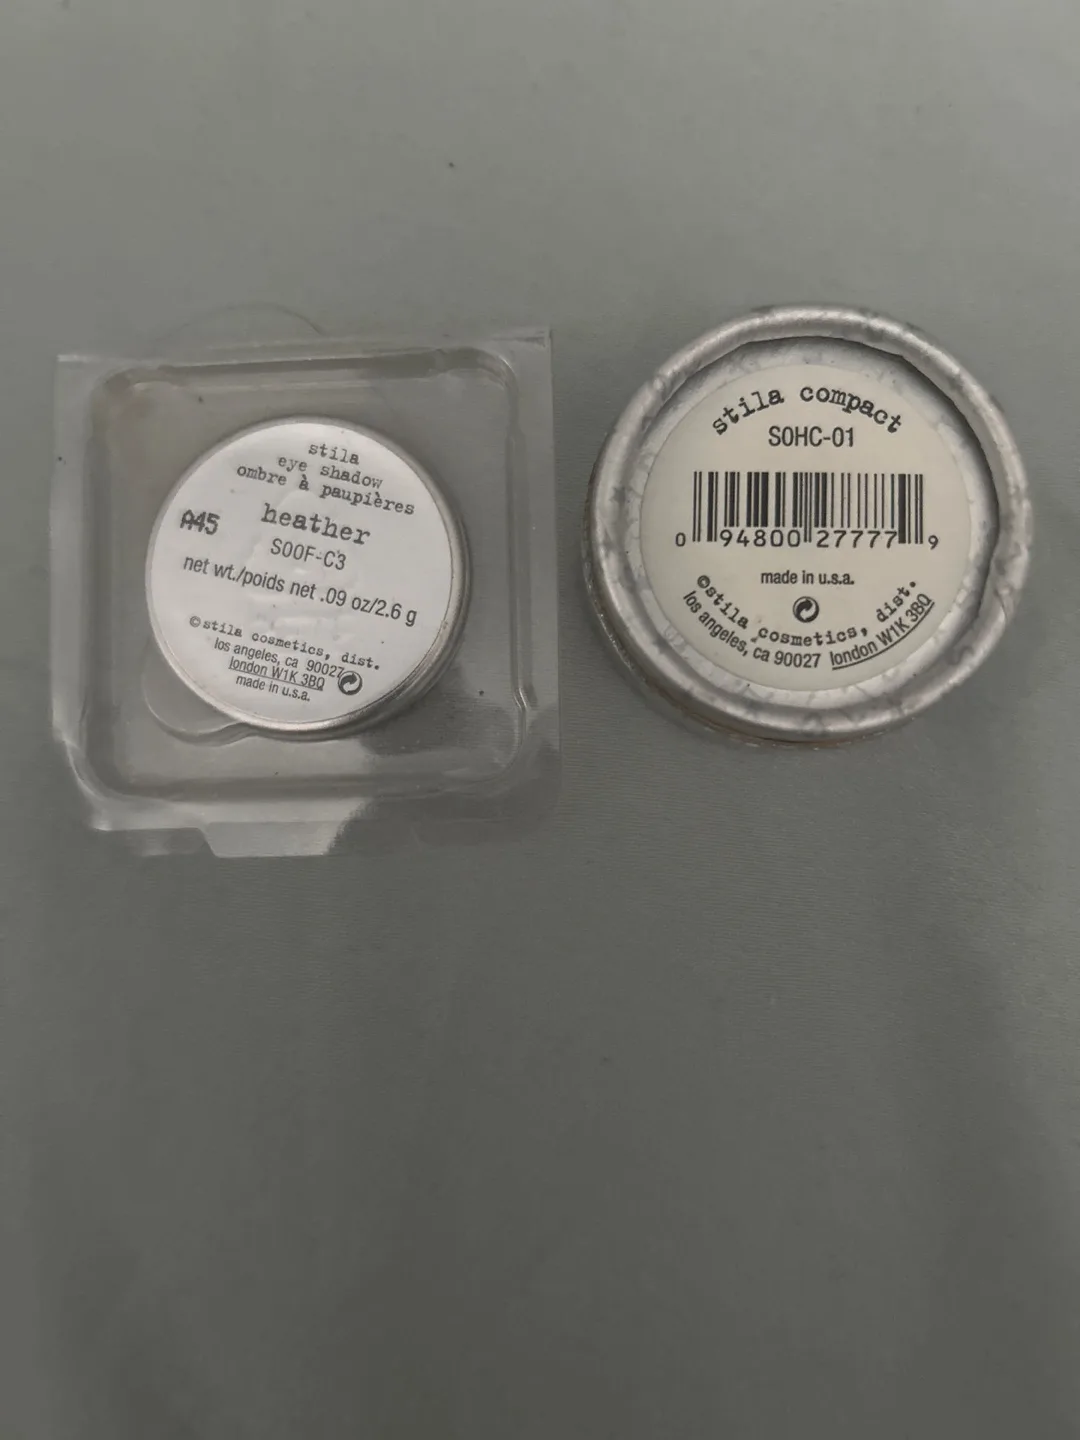 stila
eye shadow
ombre à paupières
heather
A45
S00F-C3
net wt./poids net .09 oz/2.6 g
©stila cosmetics, dist.
los angeles, ca 90027
london W1K 3BQ
made in u.s.a.
stila compact
S0HC-01
0 94800 27777 9
made in u.s.a.
©stila cosmetics, dist.
los angeles, ca 90027 london W1K 3BQ